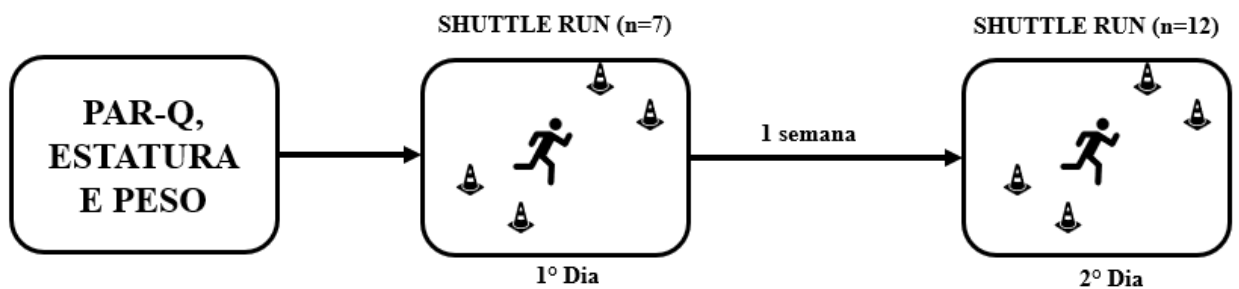 SHUTTLE RUN (n=7)
SHUTTLE RUN (n=12)
PAR-Q,
ESTATURA
E PESO
1 semana
1° Dia
2° Dia